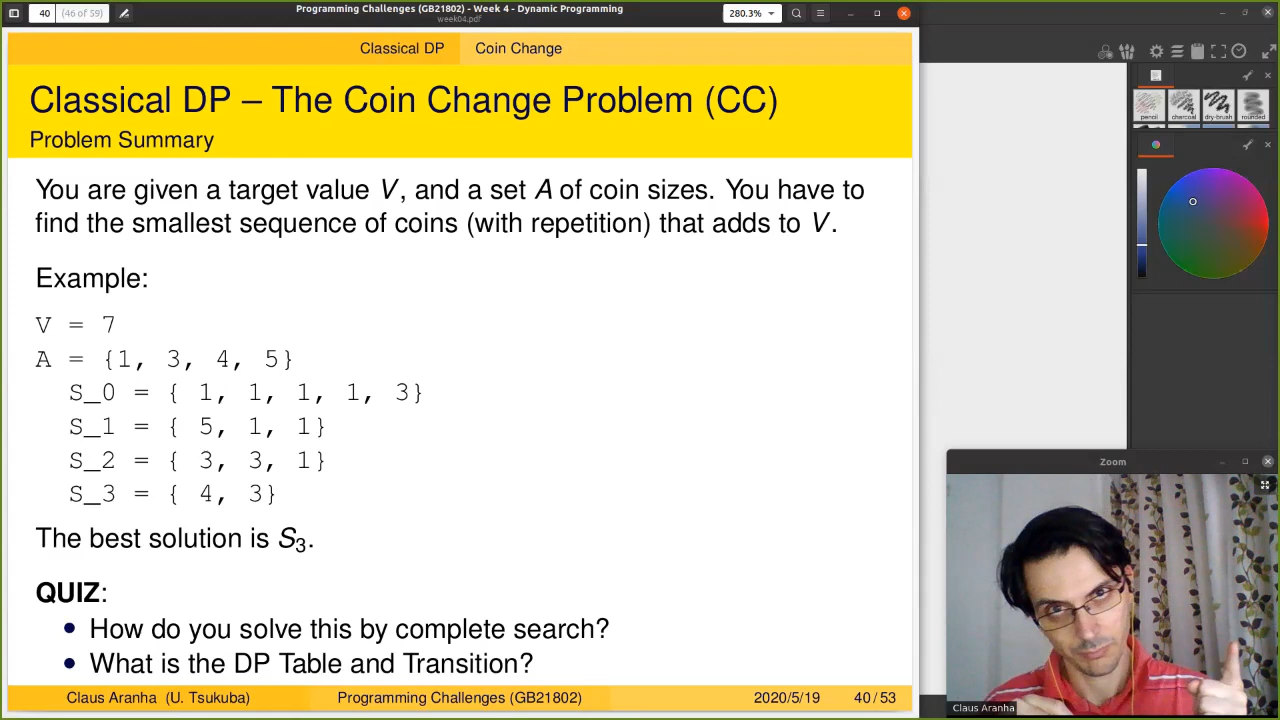 40 (46 of 59) Programming Challenges (GB21802) - Week 4 - Dynamic Programming 280.3%
week04.pdf
Classical DP Coin Change
Classical DP – The Coin Change Problem (CC)
Problem Summary
You are given a target value V, and a set A of coin sizes. You have to
find the smallest sequence of coins (with repetition) that adds to V.
Example:
V = 7
A = {1, 3, 4, 5}
S_0 = { 1, 1, 1, 1, 3}
S_1 = { 5, 1, 1}
S_2 = { 3, 3, 1}
S_3 = { 4, 3}
The best solution is S3.
QUIZ:
• How do you solve this by complete search?
• What is the DP Table and Transition?
Claus Aranha (U. Tsukuba) Programming Challenges (GB21802) 2020/5/19 40 / 53
pencil charcoal dry-brush rounded
Zoom
Claus Aranha